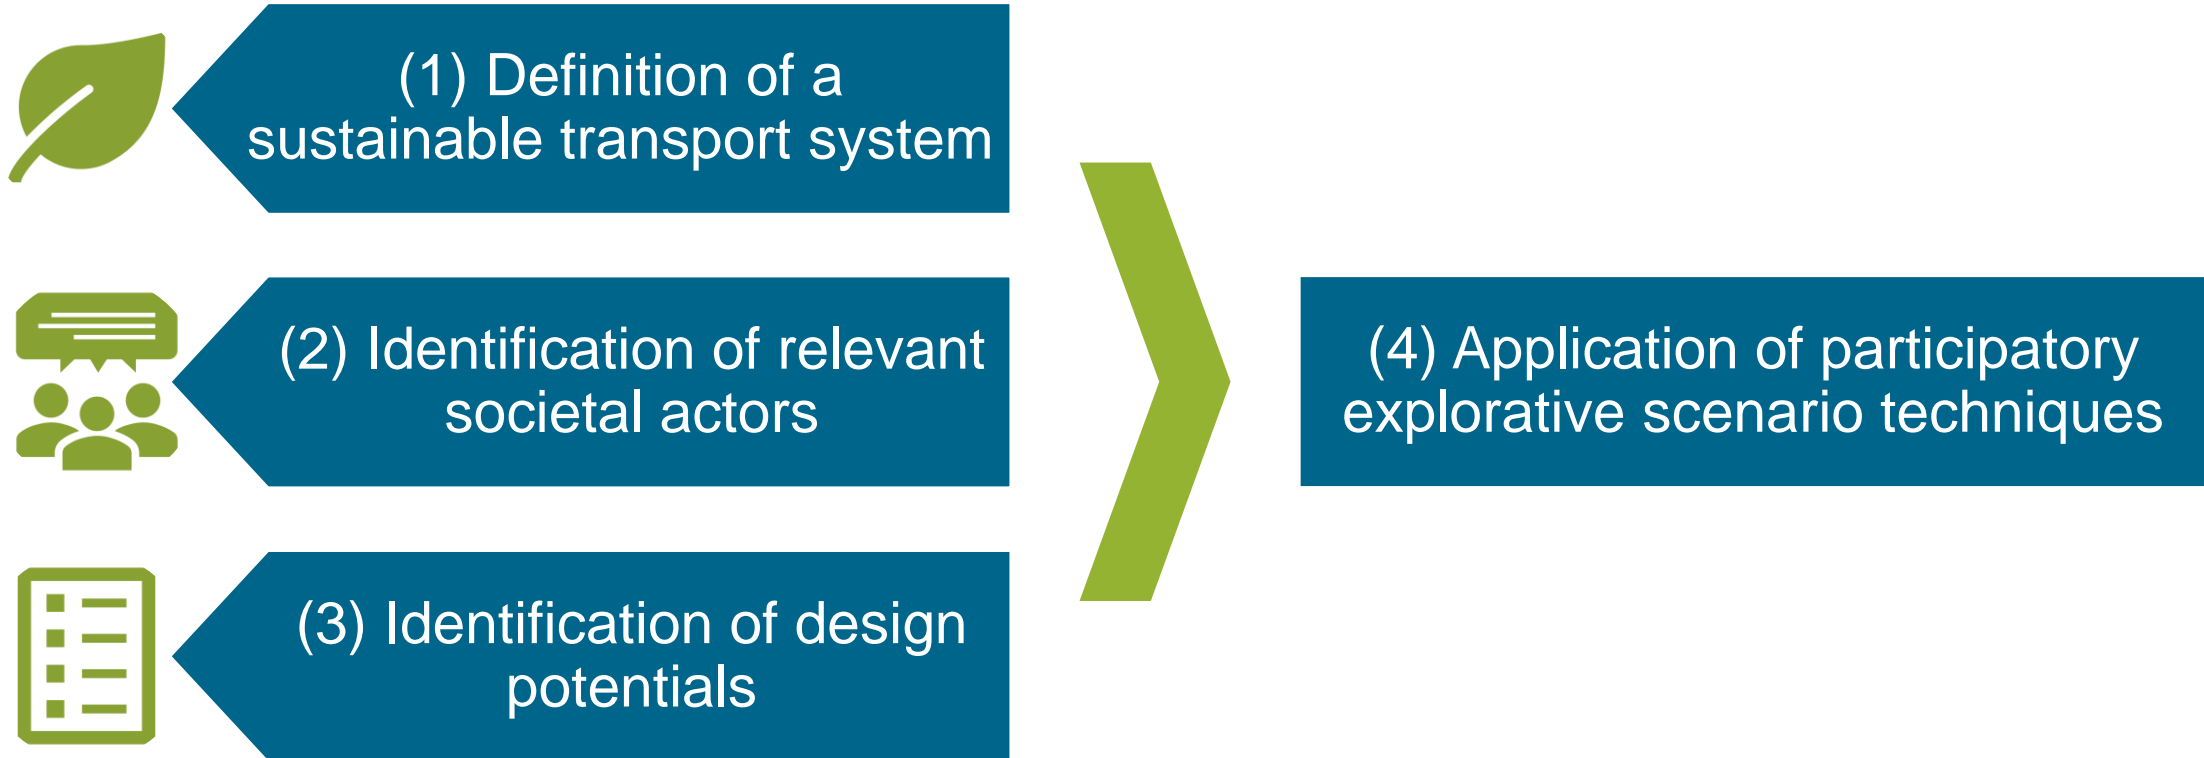 (1) Definition of a
sustainable transport system
(2) Identification of relevant
societal actors
(3) Identification of design
potentials
(4) Application of participatory
explorative scenario techniques